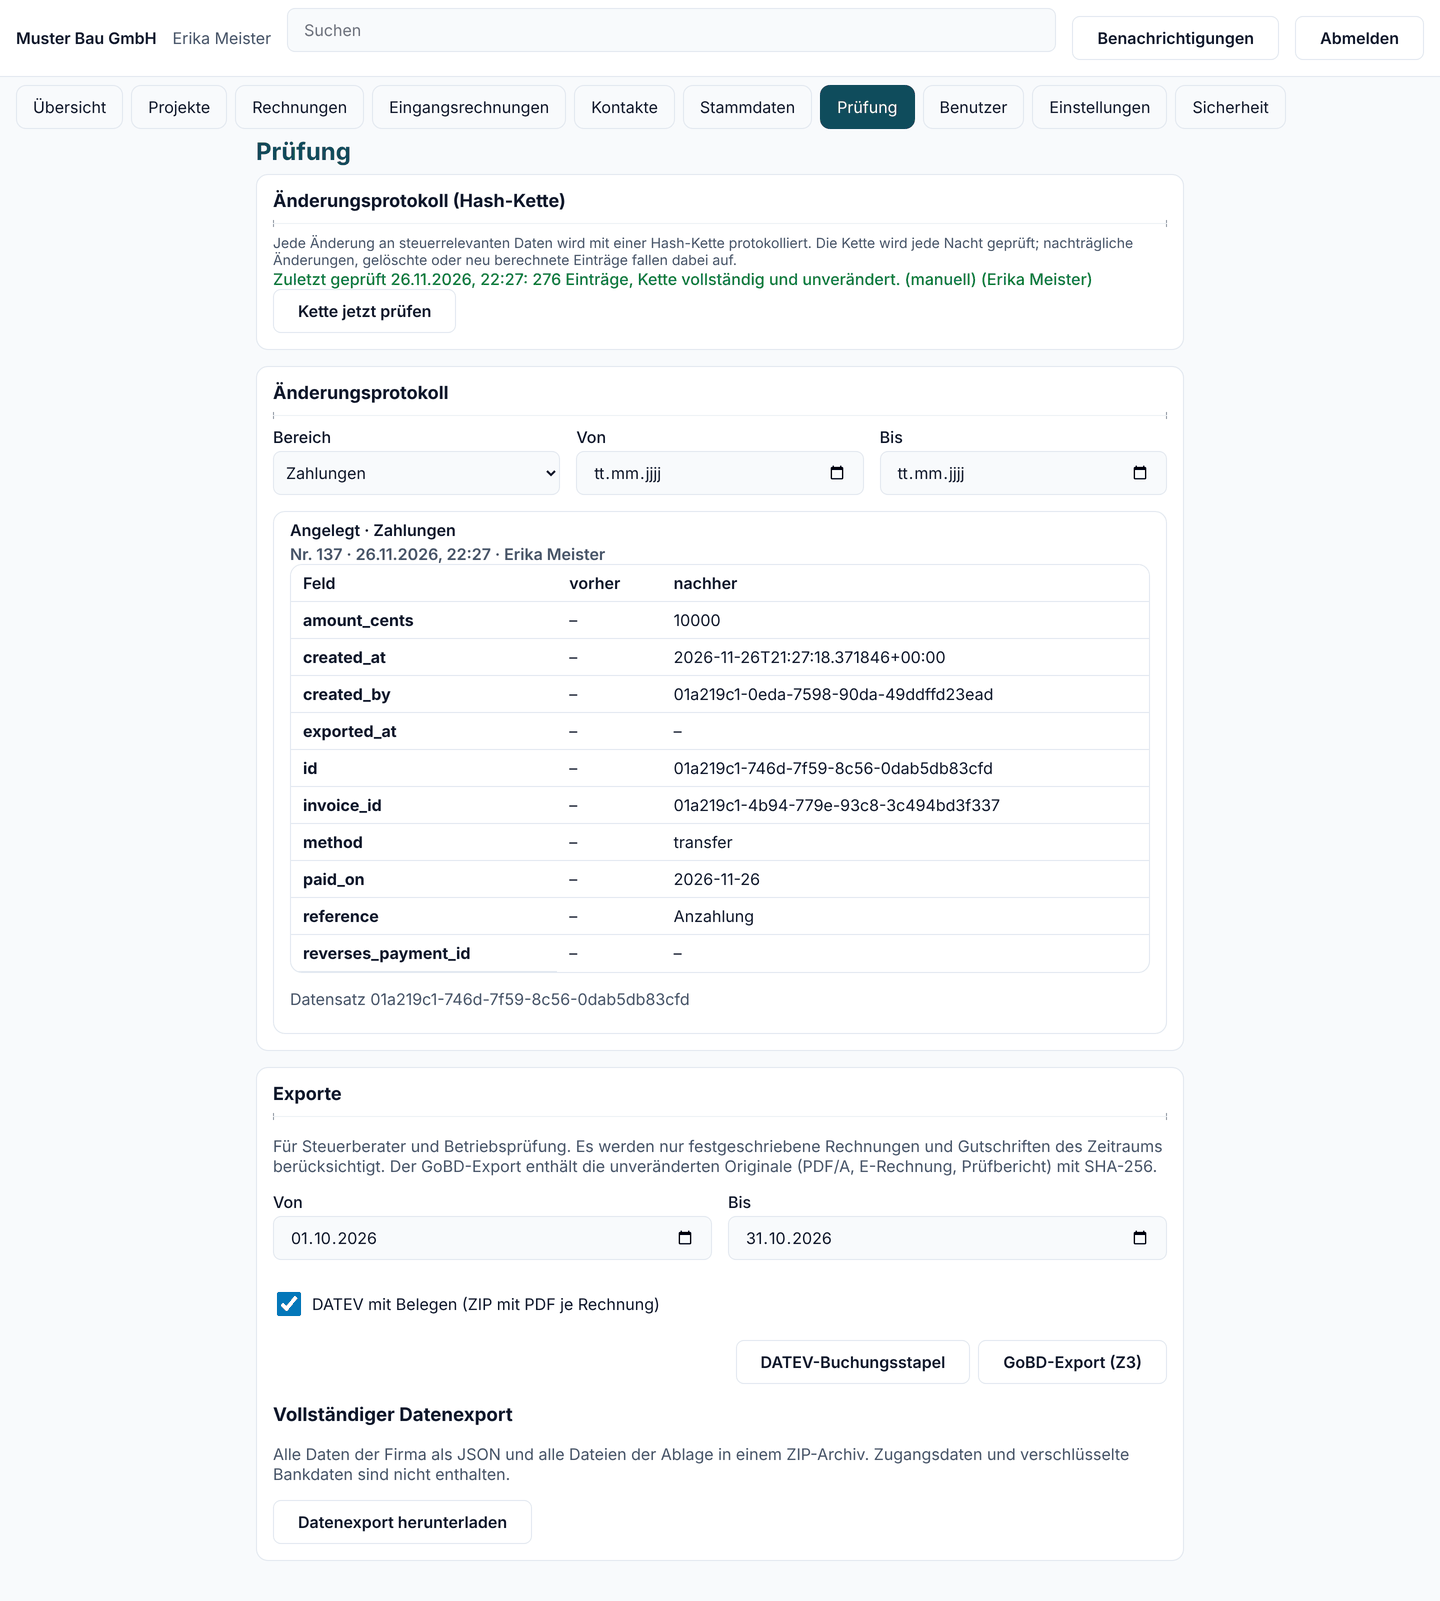 Muster Bau GmbH Erika Meister Suchen Benachrichtigungen Abmelden
Übersicht Projekte Rechnungen Eingangsrechnungen Kontakte Stammdaten Prüfung Benutzer Einstellungen Sicherheit
Prüfung
Änderungsprotokoll (Hash-Kette)
Jede Änderung an steuerrelevanten Daten wird mit einer Hash-Kette protokolliert. Die Kette wird jede Nacht geprüft; nachträgliche
Änderungen, gelöschte oder neu berechnete Einträge fallen dabei auf.
Zuletzt geprüft 26.11.2026, 22:27: 276 Einträge, Kette vollständig und unverändert. (manuell) (Erika Meister)
Kette jetzt prüfen
Änderungsprotokoll
Bereich Von Bis
Zahlungen tt.mm.jjjj tt.mm.jjjj
Angelegt · Zahlungen
Nr. 137 · 26.11.2026, 22:27 · Erika Meister
Feld vorher nachher
amount_cents – 10000
created_at – 2026-11-26T21:27:18.371846+00:00
created_by – 01a219c1-0eda-7598-90da-49ddffd23ead
exported_at – –
id – 01a219c1-746d-7f59-8c56-0dab5db83cfd
invoice_id – 01a219c1-4b94-779e-93c8-3c494bd3f337
method – transfer
paid_on – 2026-11-26
reference – Anzahlung
reverses_payment_id – –
Datensatz 01a219c1-746d-7f59-8c56-0dab5db83cfd
Exporte
Für Steuerberater und Betriebsprüfung. Es werden nur festgeschriebene Rechnungen und Gutschriften des Zeitraums
berücksichtigt. Der GoBD-Export enthält die unveränderten Originale (PDF/A, E-Rechnung, Prüfbericht) mit SHA-256.
Von Bis
01.10.2026 31.10.2026
DATEV mit Belegen (ZIP mit PDF je Rechnung)
DATEV-Buchungsstapel GoBD-Export (Z3)
Vollständiger Datenexport
Alle Daten der Firma als JSON und alle Dateien der Ablage in einem ZIP-Archiv. Zugangsdaten und verschlüsselte
Bankdaten sind nicht enthalten.
Datenexport herunterladen